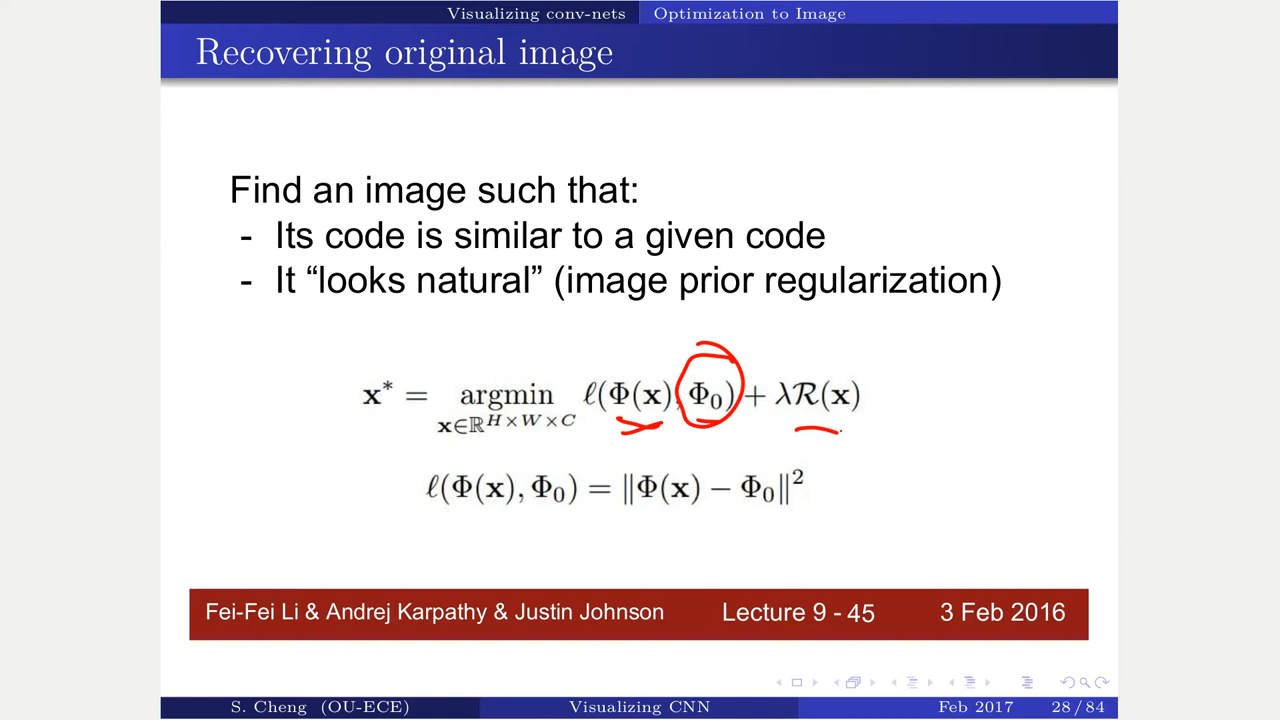 Visualizing conv-nets Optimization to Image
Recovering original image
Find an image such that:
- Its code is similar to a given code
- It “looks natural” (image prior regularization)
x* = argmin ℓ(Φ(x), Φ₀) + λR(x)
x∈ℝ^{H×W×C}
ℓ(Φ(x), Φ₀) = ‖Φ(x) − Φ₀‖²
Fei-Fei Li & Andrej Karpathy & Justin Johnson Lecture 9 - 45 3 Feb 2016
S. Cheng (OU-ECE) Visualizing CNN Feb 2017 28 / 84